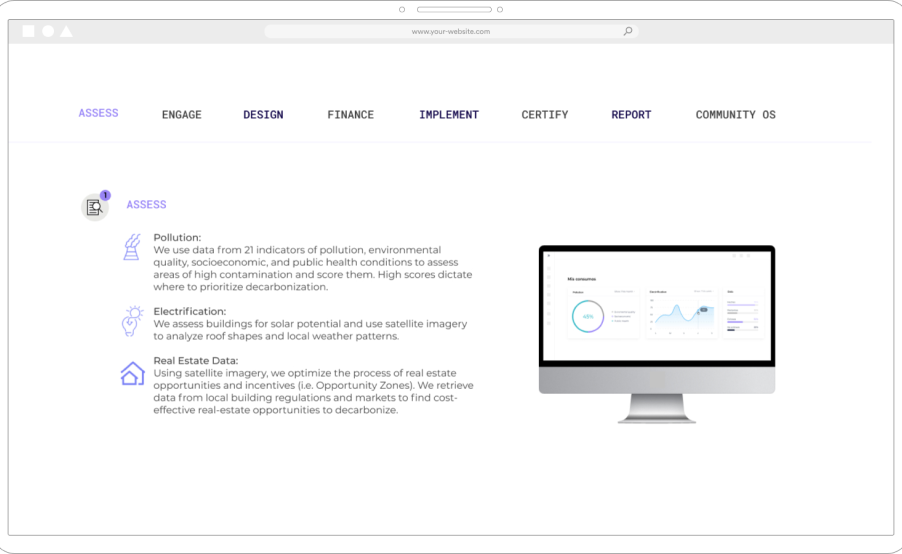 www.your-website.com
ASSESS ENGAGE DESIGN FINANCE IMPLEMENT CERTIFY REPORT COMMUNITY OS
1
ASSESS
Pollution:
We use data from 21 indicators of pollution, environmental
quality, socioeconomic, and public health conditions to assess
areas of high contamination and score them. High scores dictate
where to prioritize decarbonization.
Electrification:
We assess buildings for solar potential and use satellite imagery
to analyze roof shapes and local weather patterns.
Real Estate Data:
Using satellite imagery, we optimize the process of real estate
opportunities and incentives (i.e. Opportunity Zones). We retrieve
data from local building regulations and markets to find cost-
effective real-estate opportunities to decarbonize.